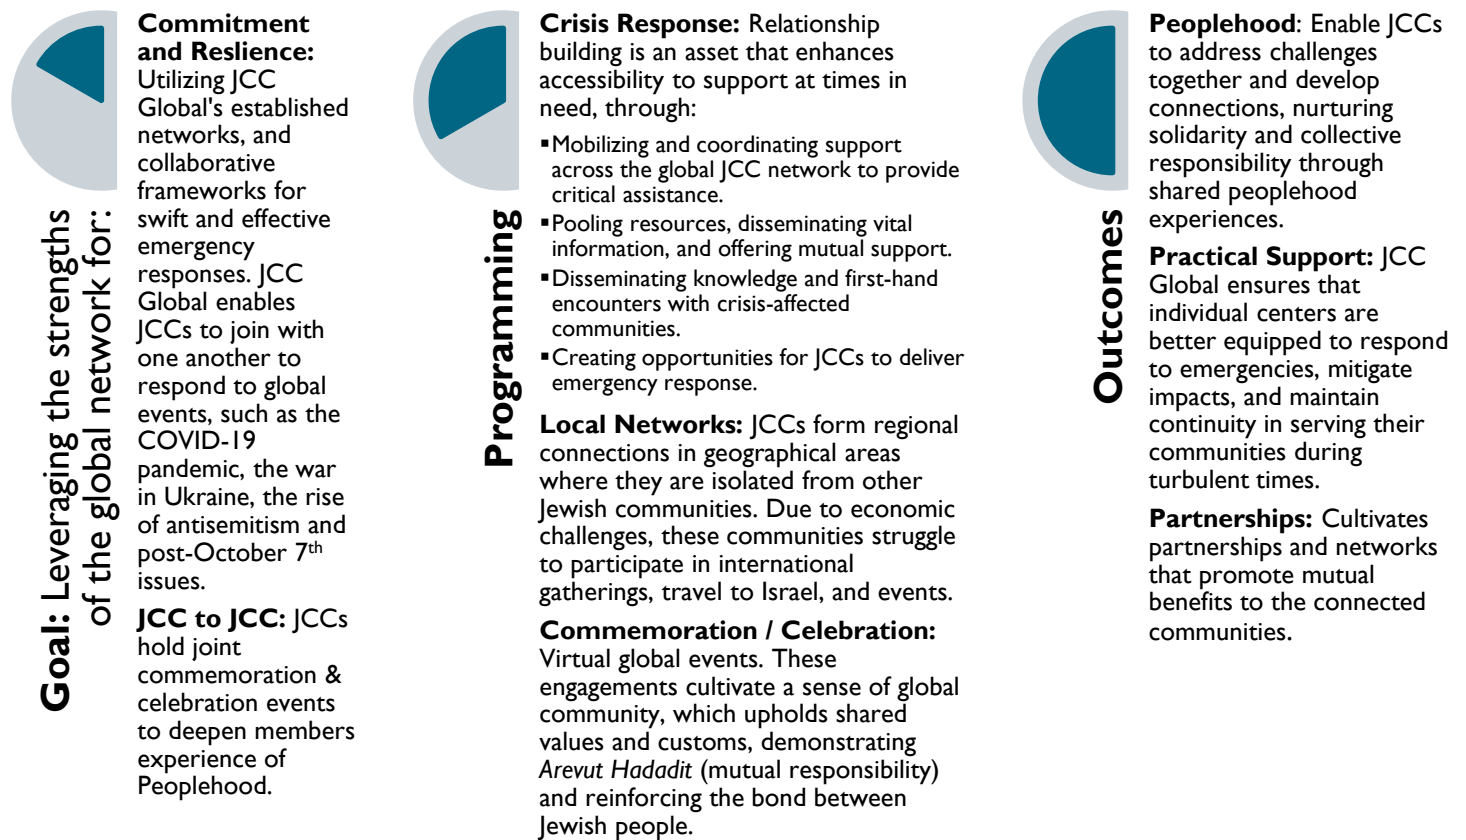 Goal: Leveraging the strengths
of the global network for:
Commitment
and Reslience:
Utilizing JCC
Global's established
networks, and
collaborative
frameworks for
swift and effective
emergency
responses. JCC
Global enables
JCCs to join with
one another to
respond to global
events, such as the
COVID-19
pandemic, the war
in Ukraine, the rise
of antisemitism and
post-October 7th
issues.
JCC to JCC: JCCs
hold joint
commemoration &
celebration events
to deepen members
experience of
Peoplehood.
Programming
Crisis Response: Relationship
building is an asset that enhances
accessibility to support at times in
need, through:
▪Mobilizing and coordinating support
across the global JCC network to provide
critical assistance.
▪Pooling resources, disseminating vital
information, and offering mutual support.
▪Disseminating knowledge and first-hand
encounters with crisis-affected
communities.
▪Creating opportunities for JCCs to deliver
emergency response.
Local Networks: JCCs form regional
connections in geographical areas
where they are isolated from other
Jewish communities. Due to economic
challenges, these communities struggle
to participate in international
gatherings, travel to Israel, and events.
Commemoration / Celebration:
Virtual global events. These
engagements cultivate a sense of global
community, which upholds shared
values and customs, demonstrating
Arevut Hadadit (mutual responsibility)
and reinforcing the bond between
Jewish people.
Outcomes
Peoplehood: Enable JCCs
to address challenges
together and develop
connections, nurturing
solidarity and collective
responsibility through
shared peoplehood
experiences.
Practical Support: JCC
Global ensures that
individual centers are
better equipped to respond
to emergencies, mitigate
impacts, and maintain
continuity in serving their
communities during
turbulent times.
Partnerships: Cultivates
partnerships and networks
that promote mutual
benefits to the connected
communities.